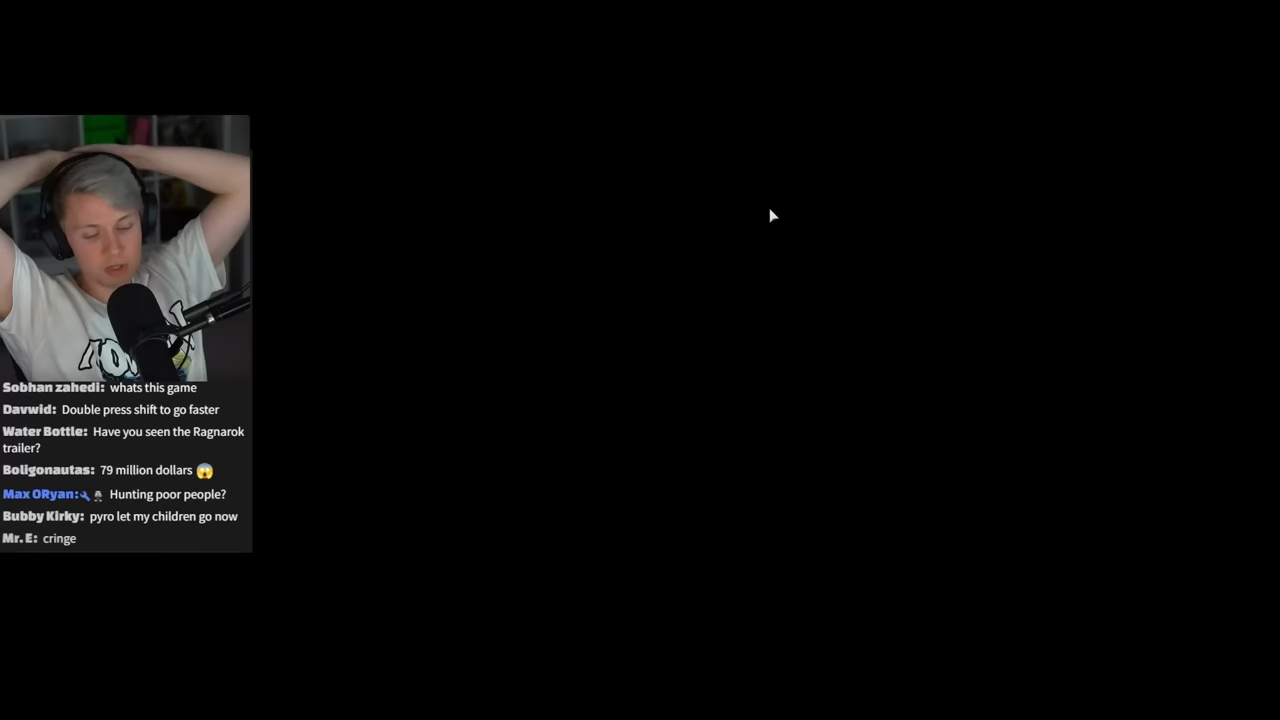 Sobhan zahedi: whats this game
Davwid: Double press shift to go faster
Water Bottle: Have you seen the Ragnarok
trailer?
Boligonautas: 79 million dollars 😱
Max ORyan: Hunting poor people?
Bubby Kirky: pyro let my children go now
Mr. E: cringe